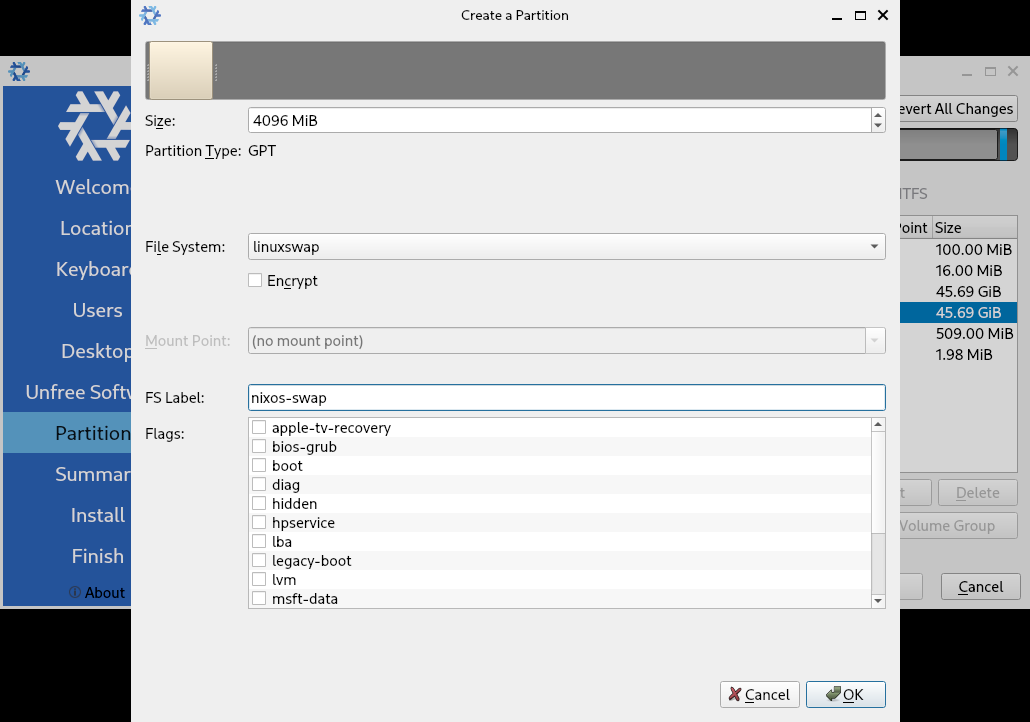 Create a Partition
Size: 4096 MiB
Partition Type: GPT
File System: linuxswap
Encrypt
Mount Point: (no mount point)
FS Label: nixos-swap
Flags:
apple-tv-recovery
bios-grub
boot
diag
hidden
hpservice
lba
legacy-boot
lvm
msft-data
Cancel OK
Welcom
Location
Keyboar
Users
Desktop
Unfree Softw
Partition
Summar
Install
Finish
About
evert All Changes
NTFS
Point Size
100.00 MiB
16.00 MiB
45.69 GiB
45.69 GiB
509.00 MiB
1.98 MiB
Delete
Volume Group
Cancel